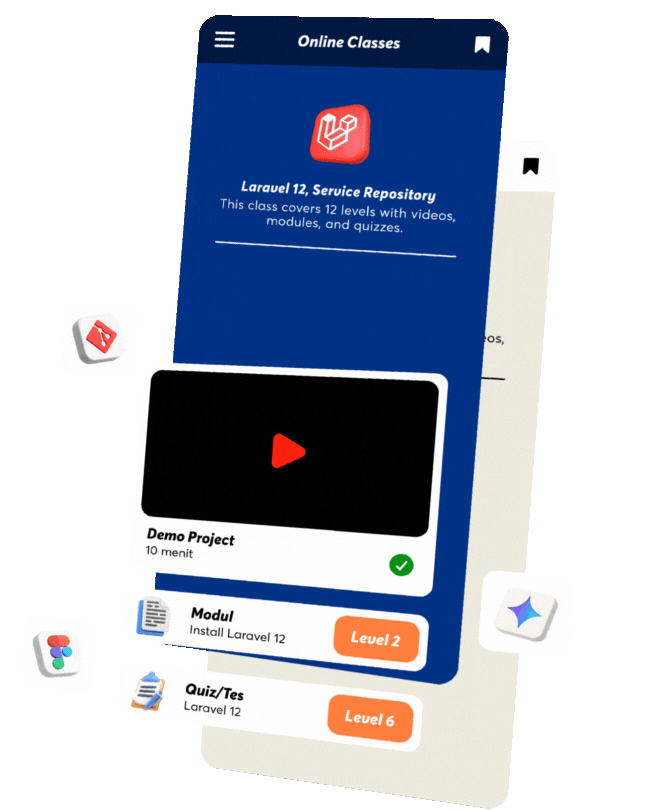 Online Classes
Laravel 12, Service Repository
This class covers 12 levels with videos,
modules, and quizzes.
eos,
Demo Project
10 menit
Modul
Install Laravel 12
Level 2
Quiz/Tes
Laravel 12
Level 6